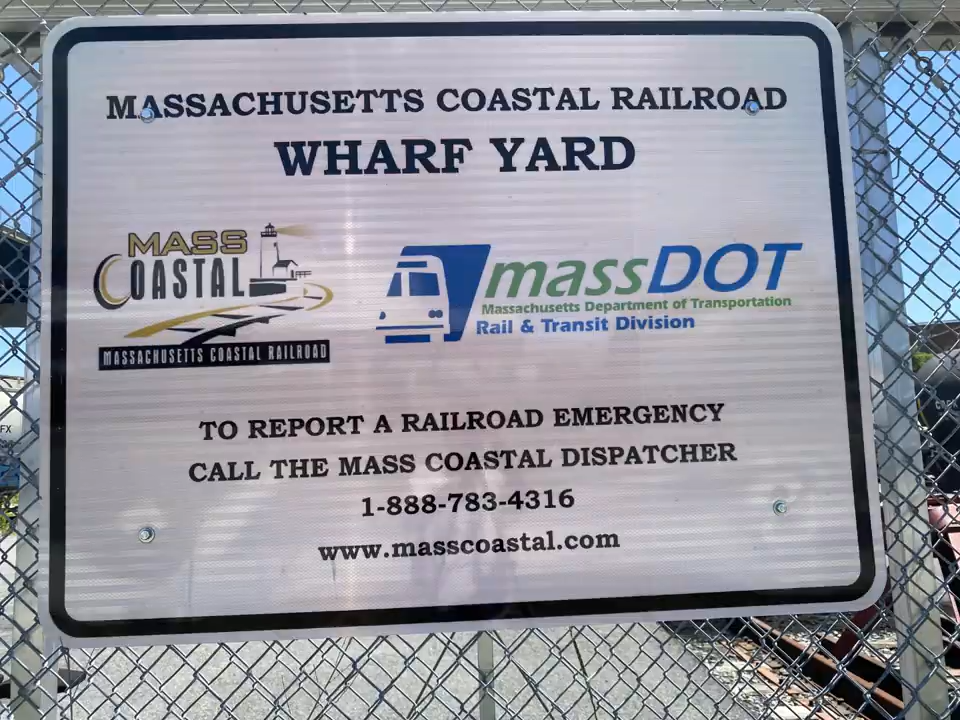 MASSACHUSETTS COASTAL RAILROAD
WHARF YARD
MASS
COASTAL
MASSACHUSETTS COASTAL RAILROAD
massDOT
Massachusetts Department of Transportation
Rail & Transit Division
TO REPORT A RAILROAD EMERGENCY
CALL THE MASS COASTAL DISPATCHER
1-888-783-4316
www.masscoastal.com